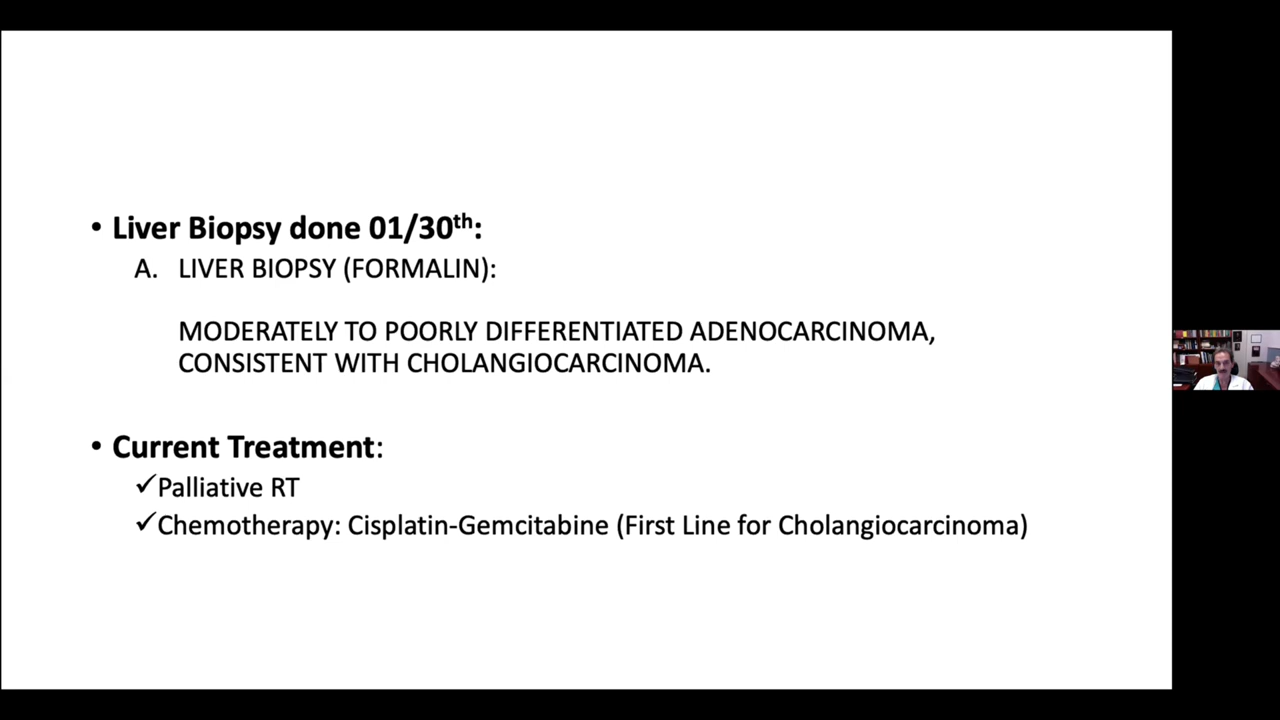 • Liver Biopsy done 01/30th:
A. LIVER BIOPSY (FORMALIN):
MODERATELY TO POORLY DIFFERENTIATED ADENOCARCINOMA,
CONSISTENT WITH CHOLANGIOCARCINOMA.
• Current Treatment:
✓Palliative RT
✓Chemotherapy: Cisplatin-Gemcitabine (First Line for Cholangiocarcinoma)